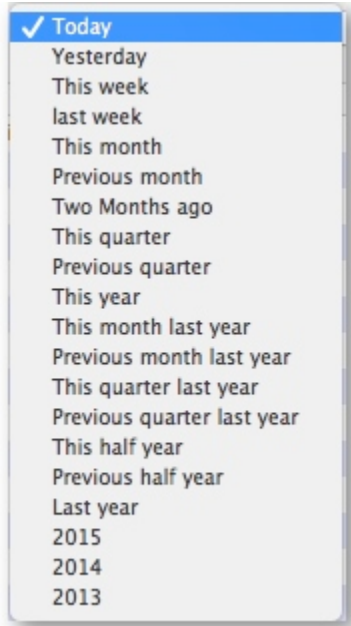 Today
Yesterday
This week
last week
This month
Previous month
Two Months ago
This quarter
Previous quarter
This year
This month last year
Previous month last year
This quarter last year
Previous quarter last year
This half year
Previous half year
Last year
2015
2014
2013